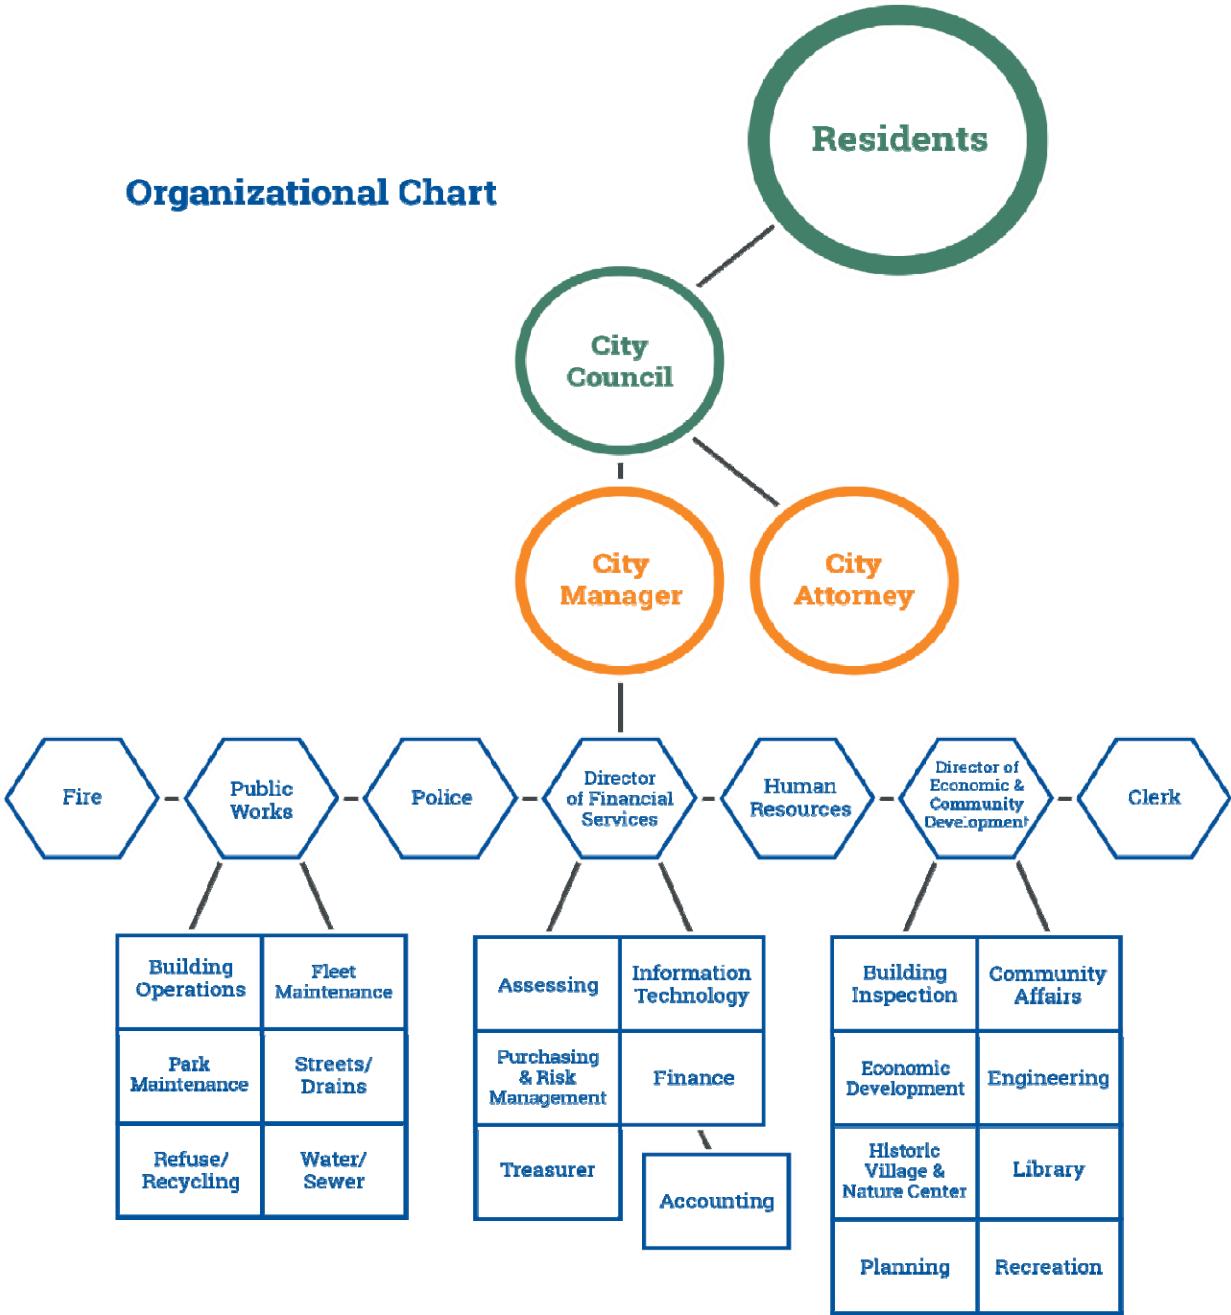 Residents
Organizational Chart
City
Council
City
Manager
City
Attorney
Fire
Public
Works
Police
Director
of Financial
Services
Human
Resources
Director of
Economic &
Community
Development
Clerk
Building
Operations
Fleet
Maintenance
Park
Maintenance
Streets/
Drains
Refuse/
Recycling
Water/
Sewer
Assessing
Information
Technology
Purchasing
& Risk
Management
Finance
Treasurer
Accounting
Building
Inspection
Community
Affairs
Economic
Development
Engineering
Historic
Village &
Nature Center
Library
Planning
Recreation